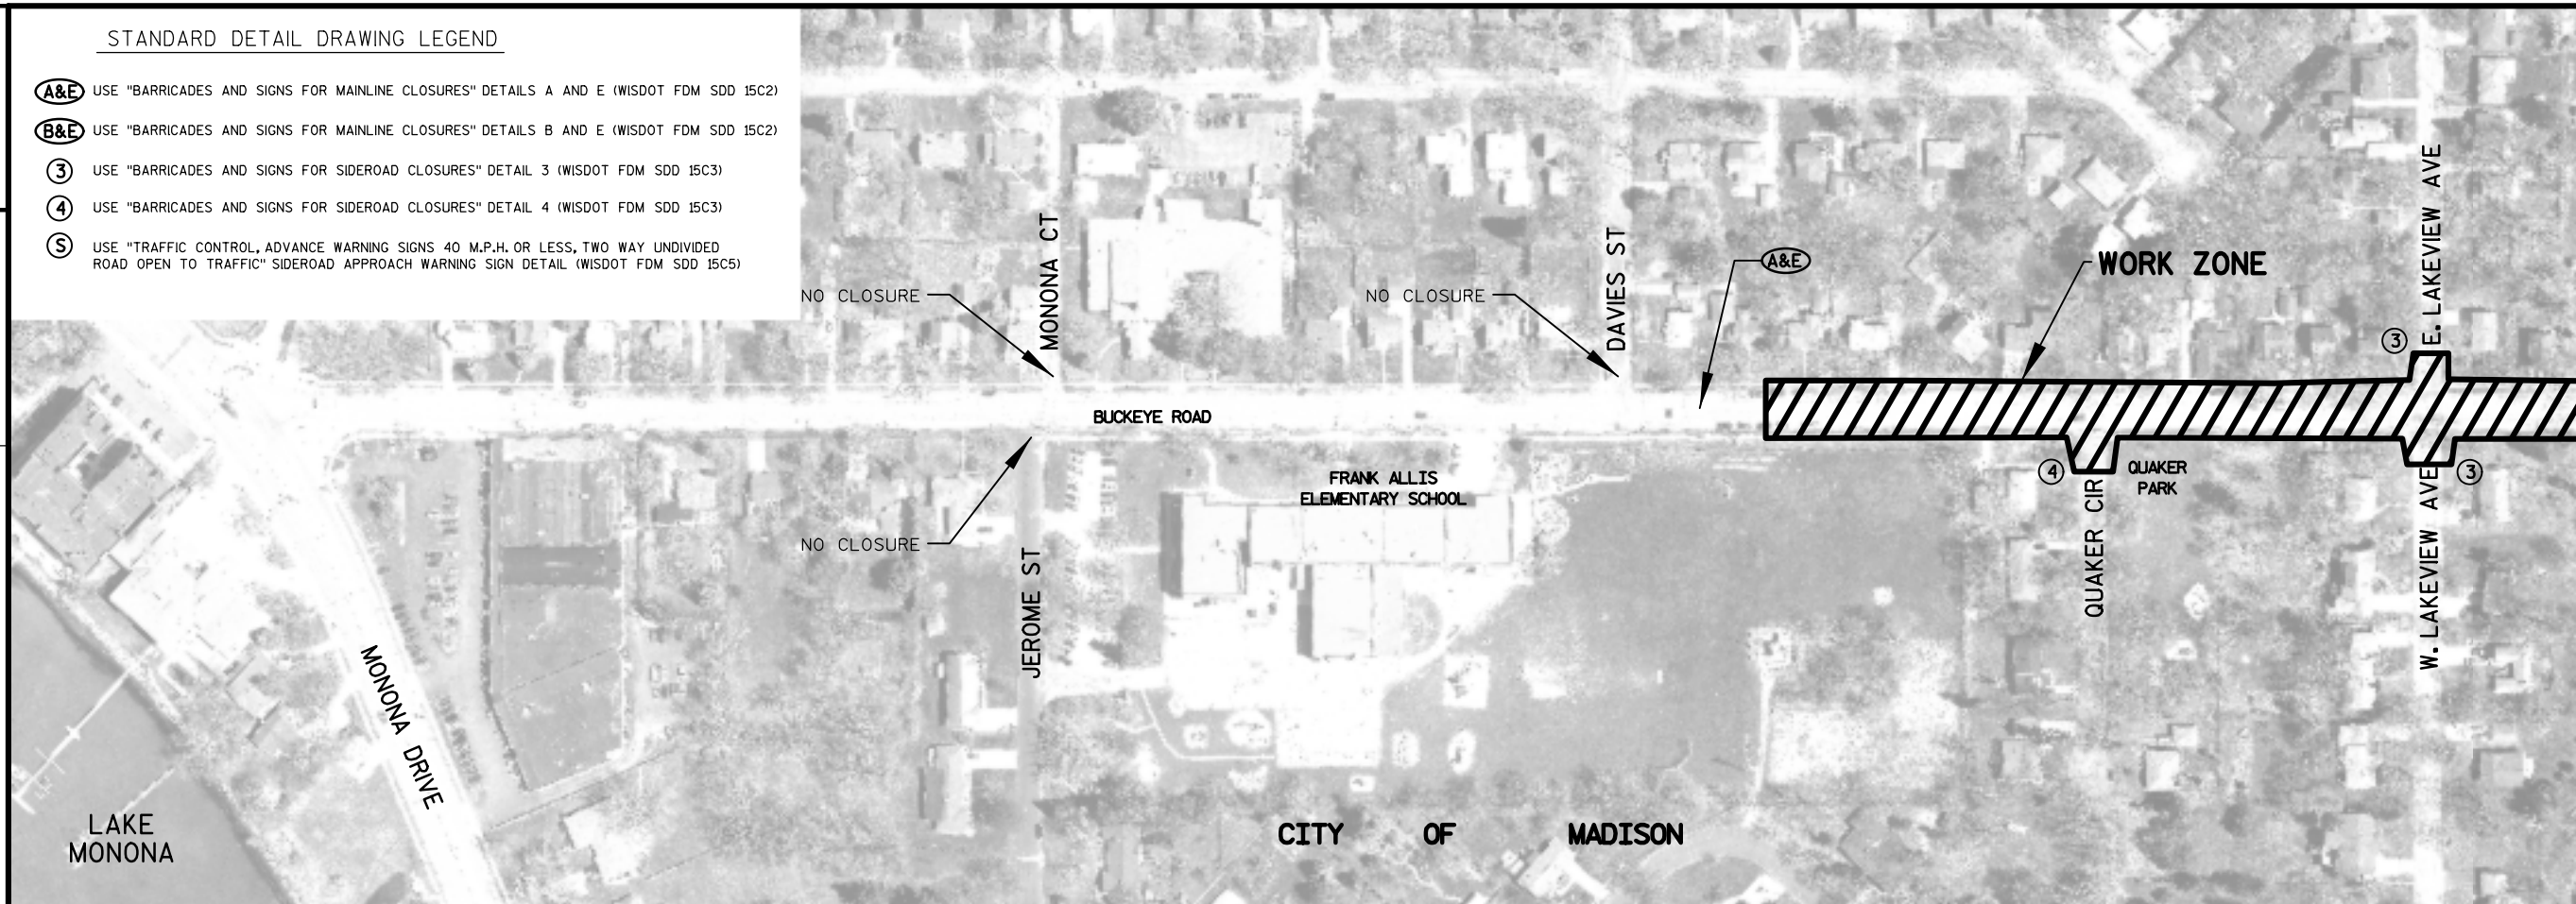 STANDARD DETAIL DRAWING LEGEND
A&E USE "BARRICADES AND SIGNS FOR MAINLINE CLOSURES" DETAILS A AND E (WISDOT FDM SDD 15C2)
B&E USE "BARRICADES AND SIGNS FOR MAINLINE CLOSURES" DETAILS B AND E (WISDOT FDM SDD 15C2)
3 USE "BARRICADES AND SIGNS FOR SIDEROAD CLOSURES" DETAIL 3 (WISDOT FDM SDD 15C3)
4 USE "BARRICADES AND SIGNS FOR SIDEROAD CLOSURES" DETAIL 4 (WISDOT FDM SDD 15C3)
S USE "TRAFFIC CONTROL, ADVANCE WARNING SIGNS 40 M.P.H. OR LESS, TWO WAY UNDIVIDED
ROAD OPEN TO TRAFFIC" SIDEROAD APPROACH WARNING SIGN DETAIL (WISDOT FDM SDD 15C5)
NO CLOSURE
MONONA CT
NO CLOSURE
DAVIES ST
A&E
WORK ZONE
E. LAKEVIEW AVE
3
BUCKEYE ROAD
FRANK ALLIS
ELEMENTARY SCHOOL
4
QUAKER
PARK
3
QUAKER CIR
W. LAKEVIEW AVE
NO CLOSURE
JEROME ST
MONONA DRIVE
LAKE
MONONA
CITY OF MADISON